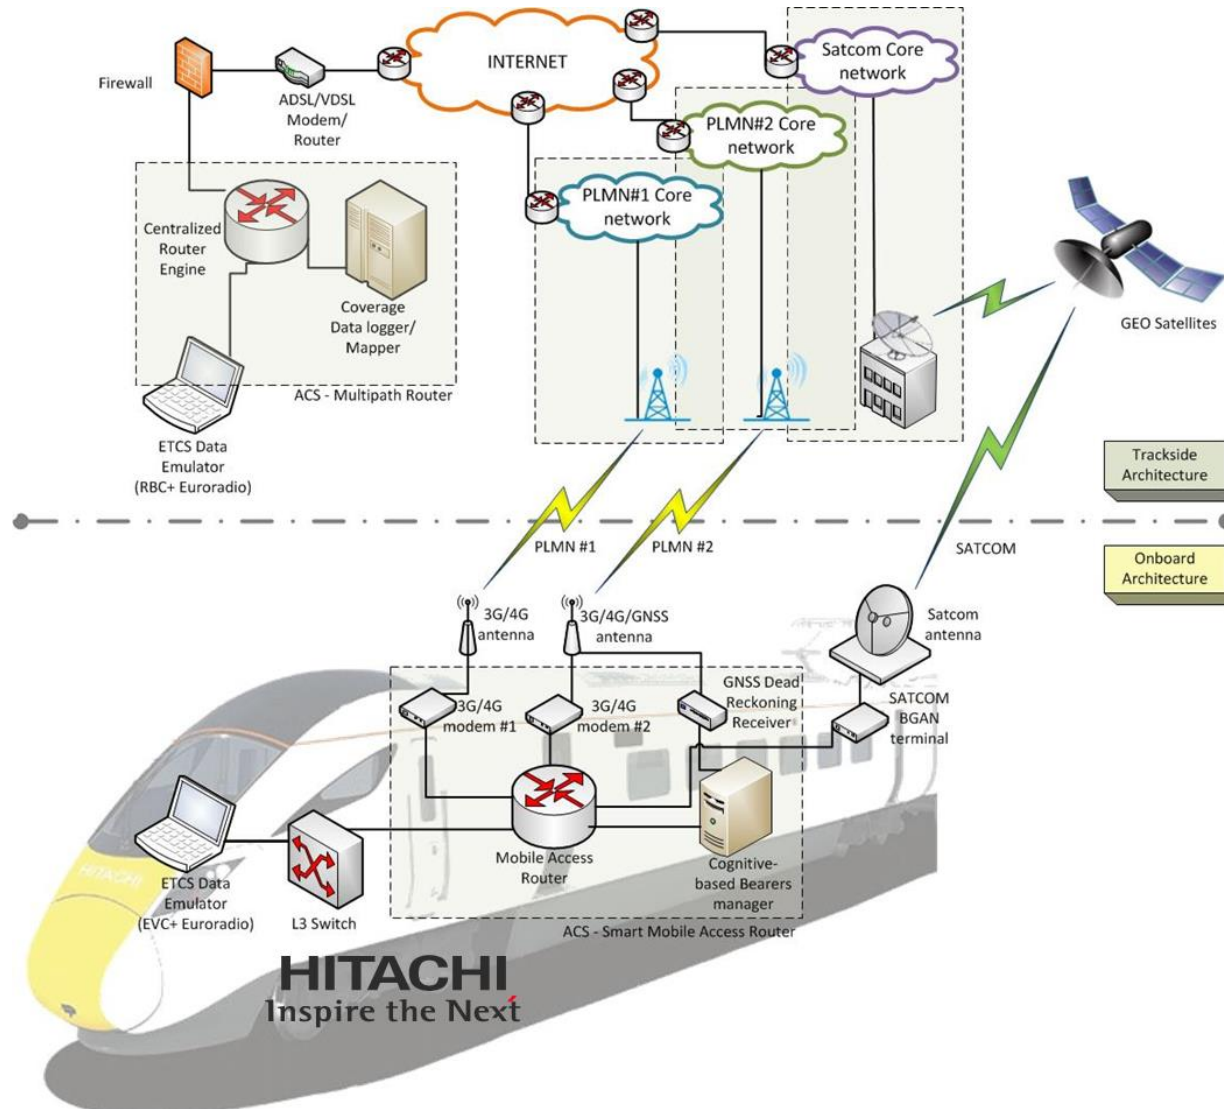 Satcom Core
network
INTERNET
Firewall
ADSL/VDSL
Modem/
Router
PLMN#2 Core
network
PLMN#1 Core
network
Centralized
Router
Engine
Coverage
Data logger/
Mapper
GEO Satellites
ACS - Multipath Router
ETCS Data
Emulator
(RBC+ Euroradio)
Trackside
Architecture
PLMN #1
PLMN #2
SATCOM
Onboard
Architecture
3G/4G
antenna
3G/4G/GNSS
antenna
Satcom
antenna
GNSS Dead
Reckoning
Receiver
3G/4G
modem #1
3G/4G
modem #2
SATCOM
BGAN
terminal
Mobile Access
Router
Cognitive-
based Bearers
manager
HITACHI
ETCS Data
Emulator
(EVC+ Euroradio)
L3 Switch
ACS - Smart Mobile Access Router
HITACHI
Inspire the Next